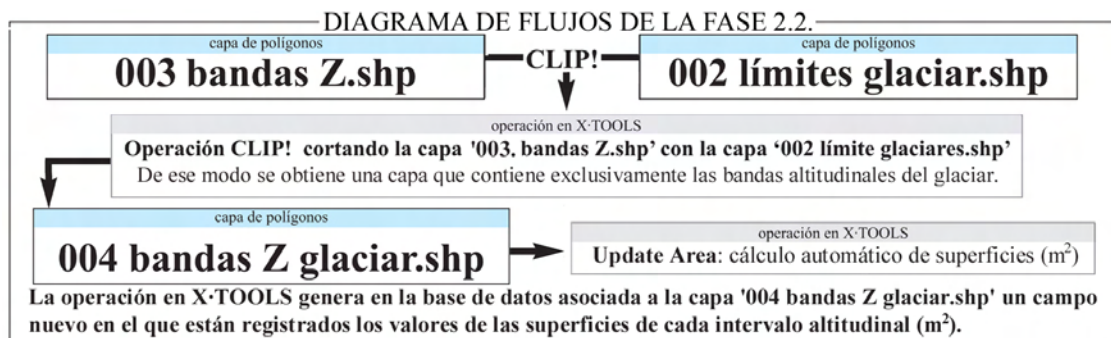 DIAGRAMA DE FLUJOS DE LA FASE 2.2.
capa de polígonos
003 bandas Z.shp
CLIP!
capa de polígonos
002 límites glaciar.shp
operación en X·TOOLS
Operación CLIP! cortando la capa '003. bandas Z.shp’ con la capa ‘002 límite glaciares.shp’
De ese modo se obtiene una capa que contiene exclusivamente las bandas altitudinales del glaciar.
capa de polígonos
004 bandas Z glaciar.shp
operación en X·TOOLS
Update Area: cálculo automático de superficies (m²)
La operación en X·TOOLS genera en la base de datos asociada a la capa '004 bandas Z glaciar.shp' un campo
nuevo en el que están registrados los valores de las superficies de cada intervalo altitudinal (m²).